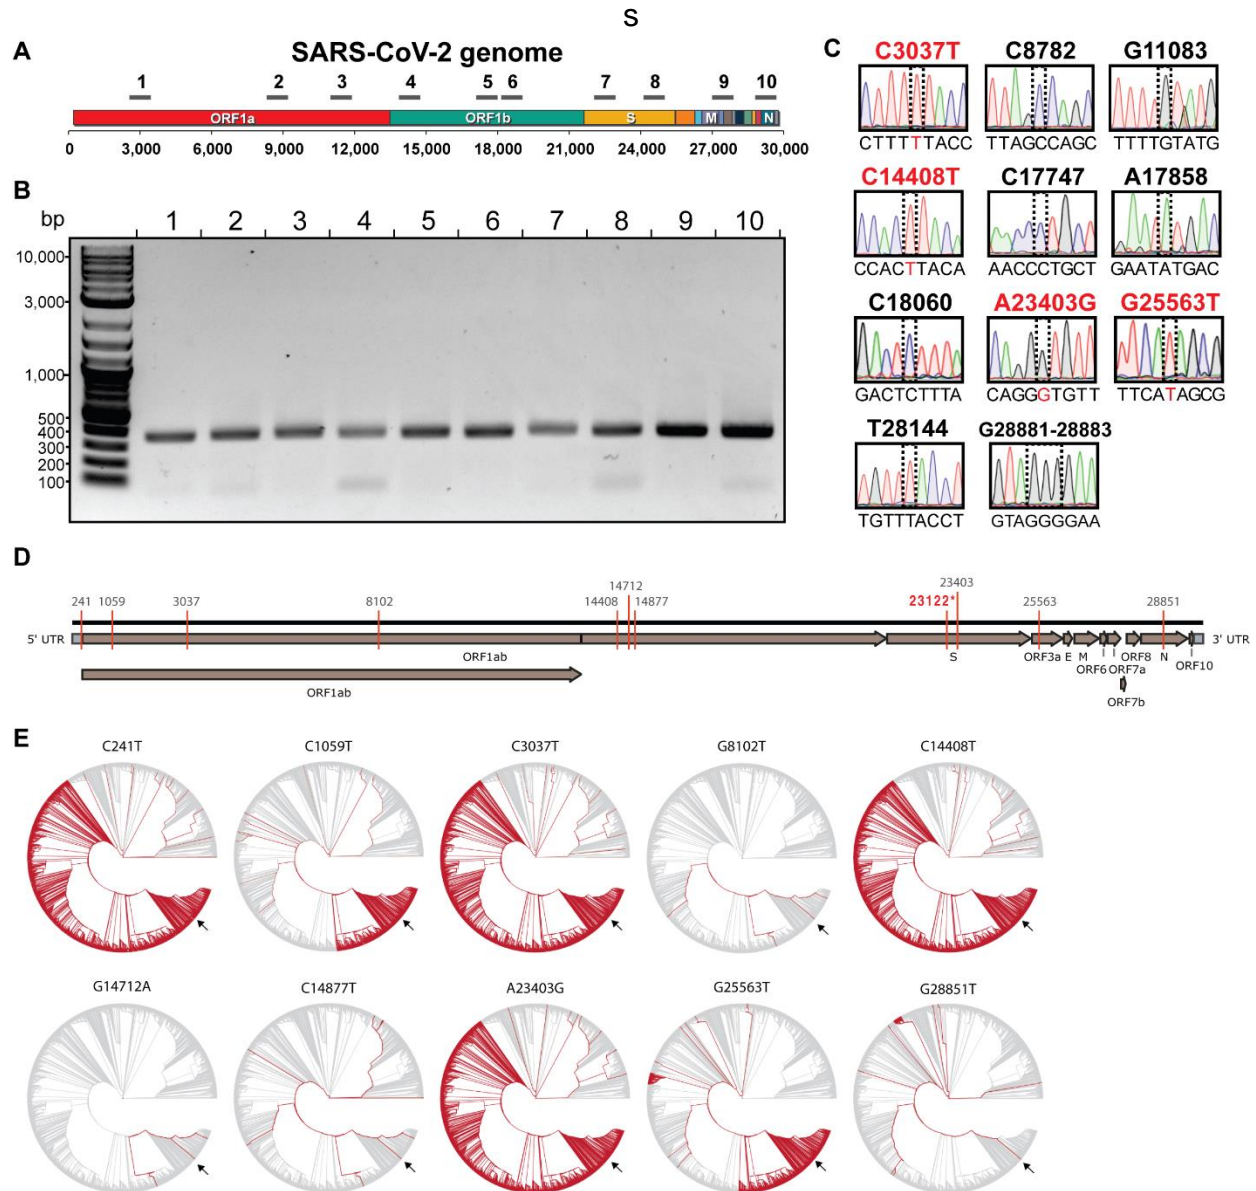 S
A
SARS-CoV-2 genome
1 2 3 4 5 6 7 8 9 10
ORF1a ORF1b S M N
0 3,000 6,000 9,000 12,000 15,000 18,000 21,000 24,000 27,000 30,000
B
bp 1 2 3 4 5 6 7 8 9 10
10,000
3,000
1,000
500
400
300
200
100
C
C3037T C8782 G11083
CTTTTTACC TTAGCCAGC TTTTGTATG
C14408T C17747 A17858
CCACTTACA AACCCTGCT GAATATGAC
C18060 A23403G G25563T
GACTCTTTA CAGGGTGTT TTCATAGCG
T28144 G28881-28883
TGTTTACCT GTAGGGGAA
D
14712 23403
241 1059 3037 8102 14408 14877 23122* 25563 28851
5' UTR 3' UTR
ORF1ab S ORF3a E M ORF8 N
ORF6 ORF7a ORF10
ORF7b
ORF1ab
E
C241T C1059T C3037T G8102T C14408T
G14712A C14877T A23403G G25563T G28851T